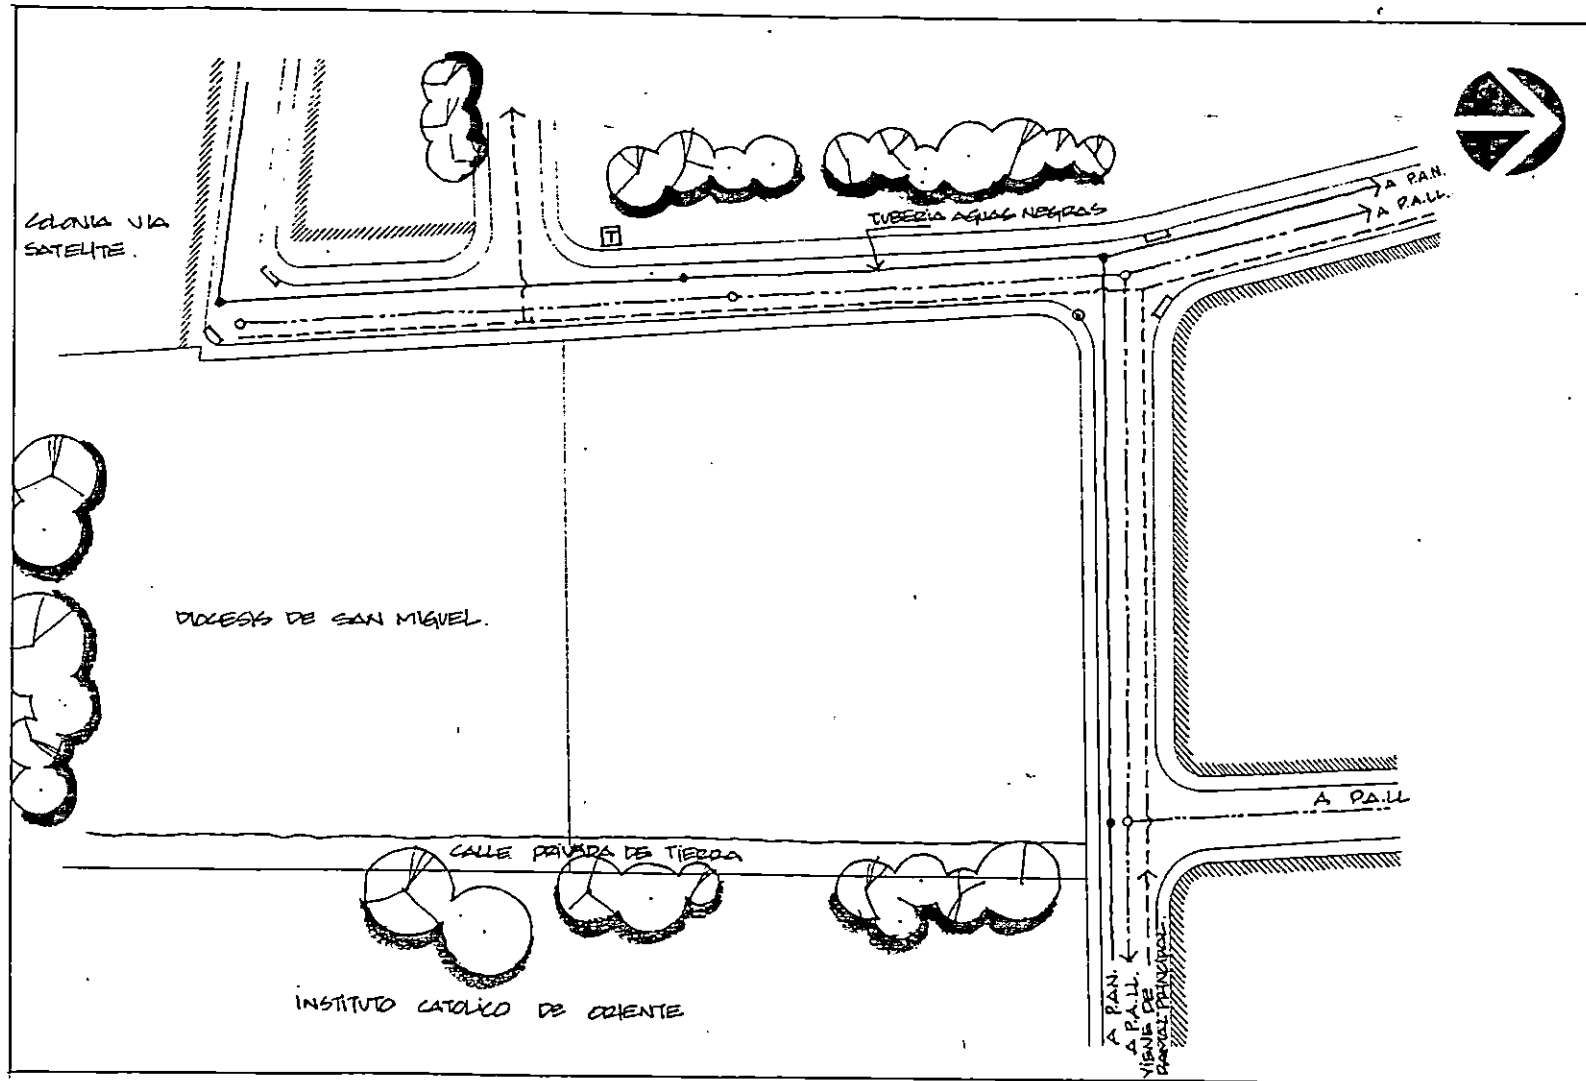 COLONIA VIA
SATELITE.
T
TUBERIA AGUAS NEGRAS
A P.A.N.
A P.A.LL.
DIOCESIS DE SAN MIGUEL.
A P.A.LL
CALLE PRIVADA DE TIERRA
INSTITUTO CATOLICO DE ORIENTE
A P.A.N.
A P.A.LL.
VIENE DE
RAMAL PRINCIPAL.